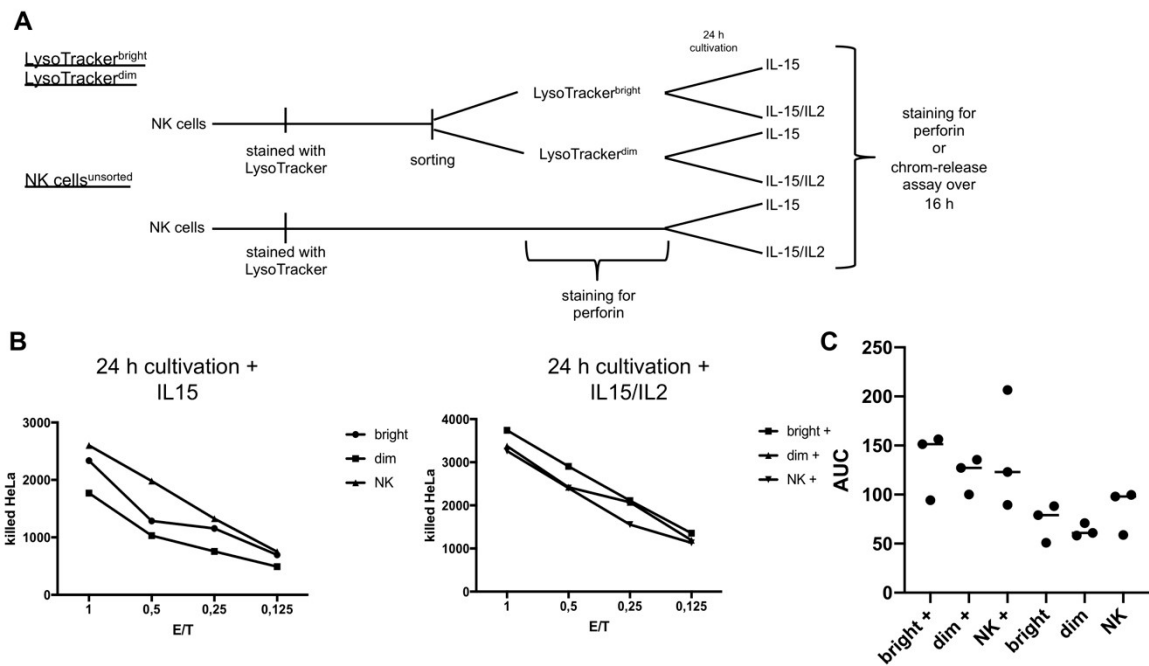 A
LysoTracker^bright
LysoTracker^dim
NK cells
stained with
LysoTracker
sorting
LysoTracker^bright
LysoTracker^dim
24 h
cultivation
IL-15
IL-15/IL2
IL-15
IL-15/IL2
NK cells^unsorted
NK cells
stained with
LysoTracker
staining for
perforin
IL-15
IL-15/IL2
staining for
perforin
or
chrom-release
assay over
16 h
B
24 h cultivation +
IL15
killed HeLa
3000
2000
1000
0
1
0,5
0,25
0,125
E/T
bright
dim
NK
24 h cultivation +
IL15/IL2
killed HeLa
4000
3000
2000
1000
0
1
0,5
0,25
0,125
E/T
bright +
dim +
NK +
C
AUC
250
200
150
100
50
0
bright +
dim +
NK +
bright
dim
NK